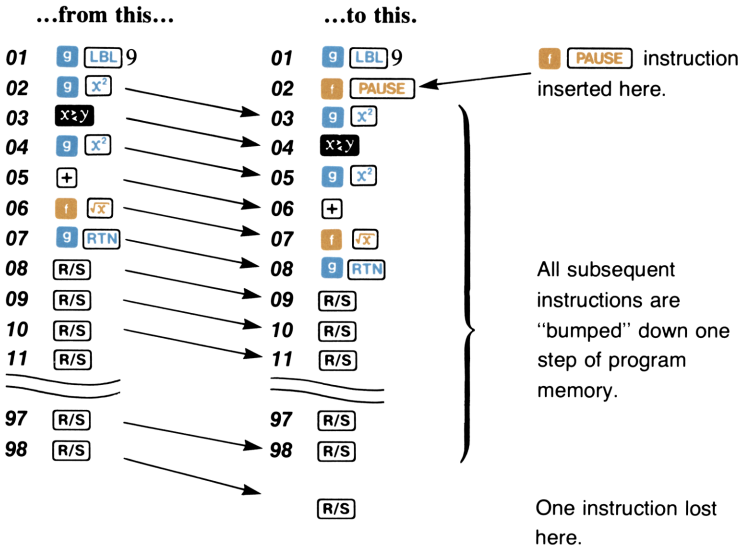 ...from this... ...to this.
01 g LBL 9 01 g LBL 9 f PAUSE instruction
02 g x² 02 f PAUSE inserted here.
03 x⇄y 03 g x²
04 g x² 04 x⇄y
05 + 05 g x²
06 f √x 06 +
07 g RTN 07 f √x
08 R/S 08 g RTN All subsequent
09 R/S 09 R/S instructions are
10 R/S 10 R/S "bumped" down one
11 R/S 11 R/S step of program
memory.
97 R/S 97 R/S
98 R/S 98 R/S
R/S One instruction lost
here.